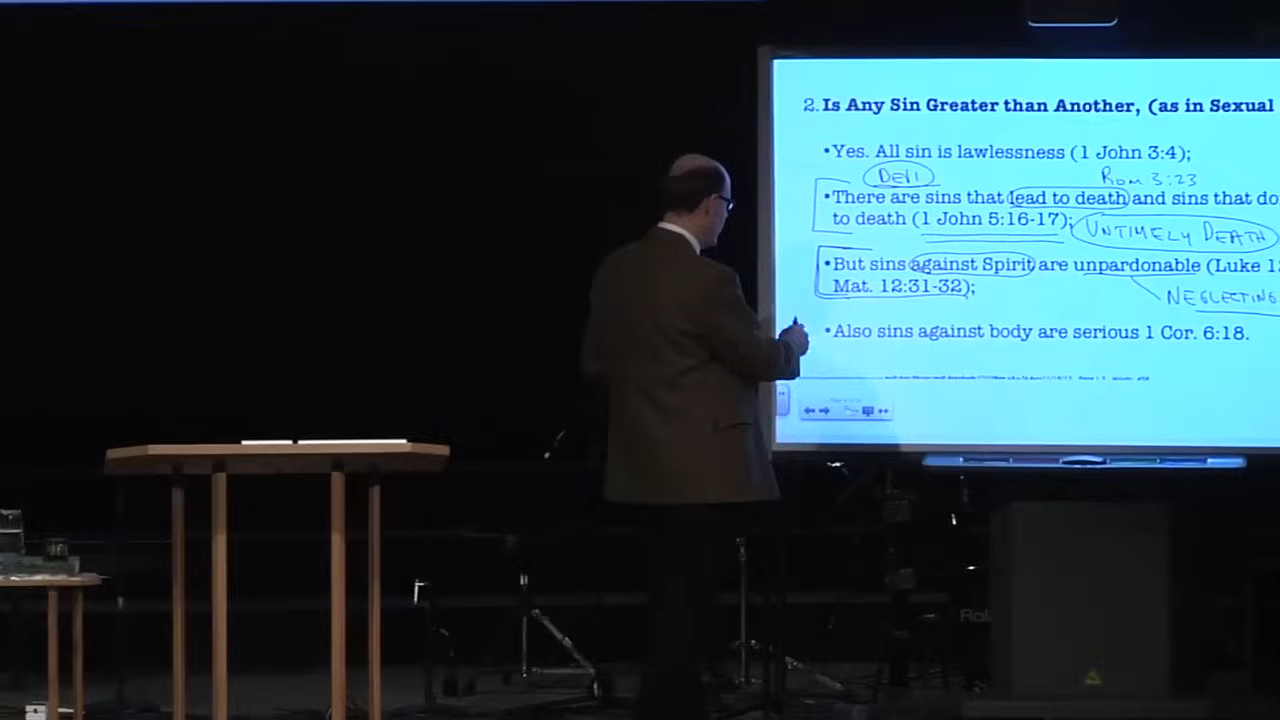 2. Is Any Sin Greater than Another, (as in Sexual
•Yes. All sin is lawlessness (1 John 3:4);
DEVI Rom 3:23
•There are sins that lead to death and sins that do
to death (1 John 5:16-17); UNTIMELY DEATH
•But sins against Spirit are unpardonable (Luke 1
Mat. 12:31-32); NEGLECTING
•Also sins against body are serious 1 Cor. 6:18.
Rol